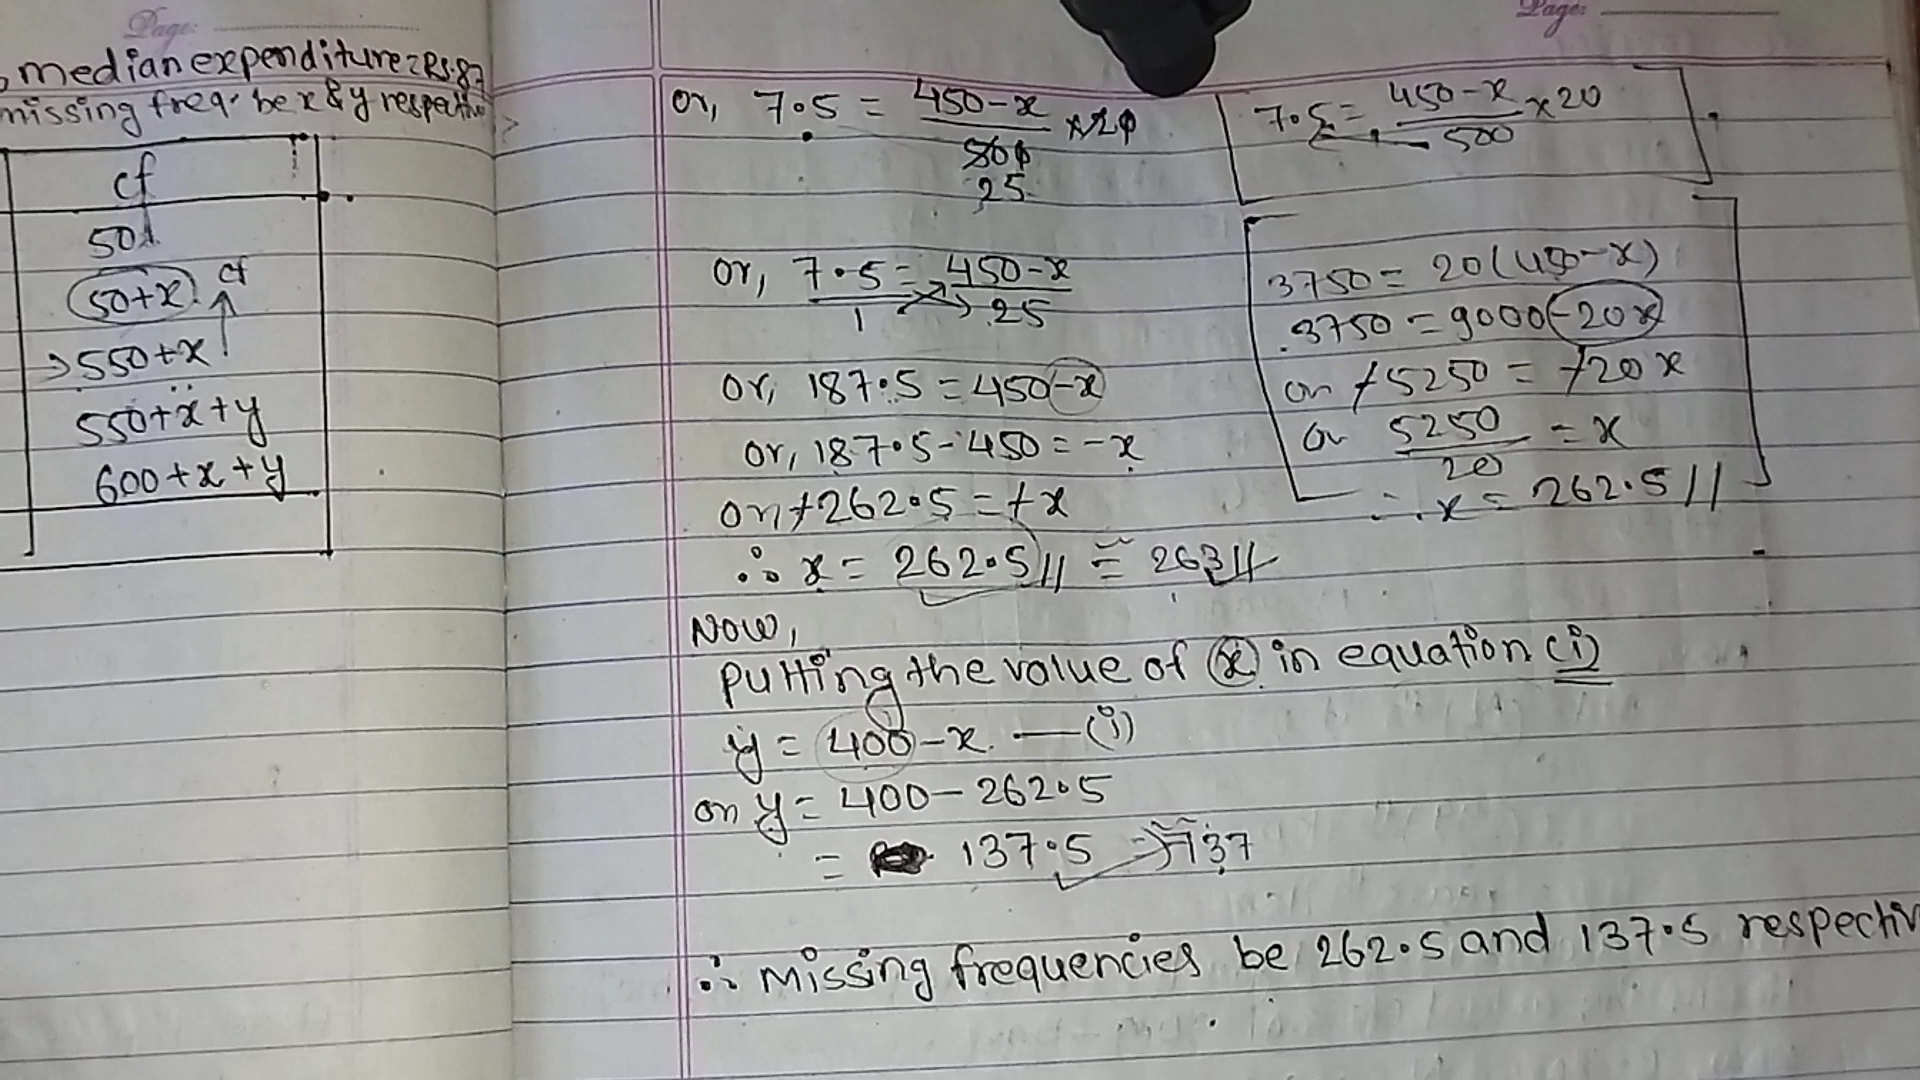 Page:
median expenditure = Rs. 87
missing freq. be x & y respective
cf
50
50+x cf
550+x
550+x+y
600+x+y
Page:
or, 7.5 = 450-x / 500 × 20
25
or, 7.5 / 1 = 450-x / 25
or, 187.5 = 450-x
or, 187.5-450 = -x
or, +262.5 = +x
∴ x = 262.5 // = 263 //
Now,
putting the value of x in equation (i)
y = 400-x. — (i)
or y = 400-262.5
= 137.5 137
∴ missing frequencies be 262.5 and 137.5 respectiv
7.5 = 450-x / 500 × 20
3750 = 20(450-x)
3750 = 9000-20x
or +5250 = +20x
or 5250 / 20 = x
∴ x = 262.5 //